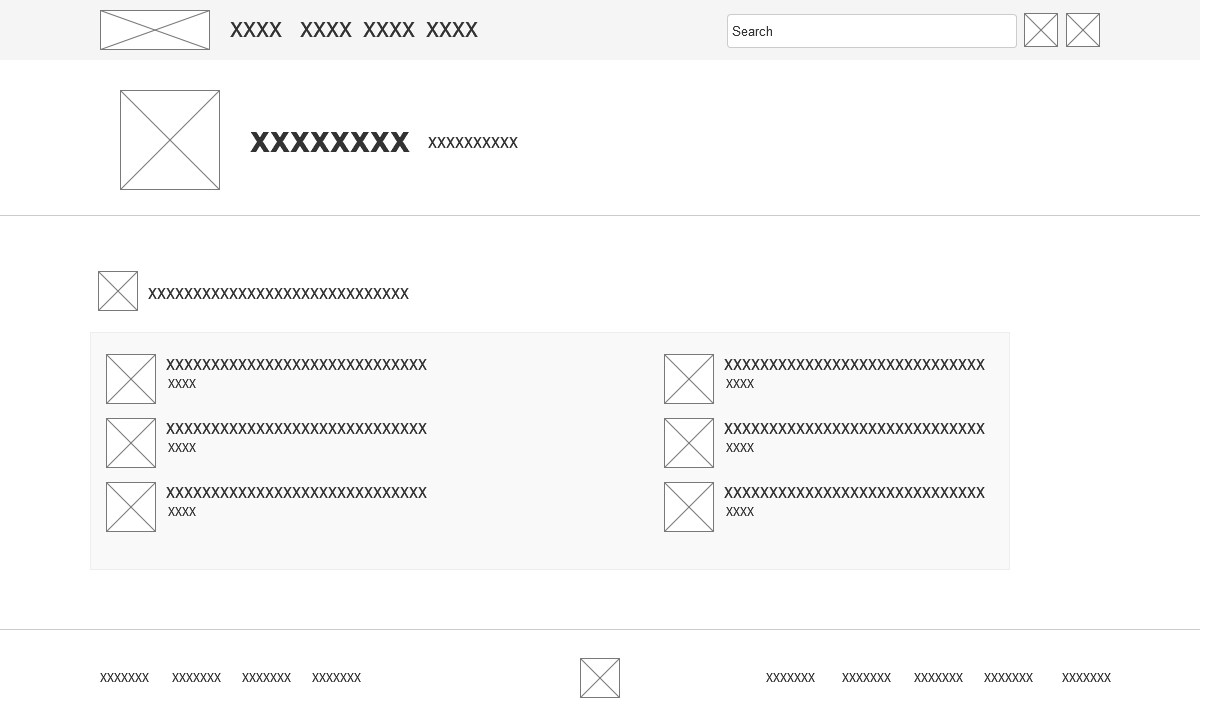 XXXX XXXX XXXX XXXX Search
XXXXXXXX XXXXXXXXXX
XXXXXXXXXXXXXXXXXXXXXXXXXXXXX
XXXXXXXXXXXXXXXXXXXXXXXXXXXXX XXXXXXXXXXXXXXXXXXXXXXXXXXXXX
XXXX XXXX
XXXXXXXXXXXXXXXXXXXXXXXXXXXXX XXXXXXXXXXXXXXXXXXXXXXXXXXXXX
XXXX XXXX
XXXXXXXXXXXXXXXXXXXXXXXXXXXXX XXXXXXXXXXXXXXXXXXXXXXXXXXXXX
XXXX XXXX
XXXXXXX XXXXXXX XXXXXXX XXXXXXX XXXXXXX XXXXXXX XXXXXXX XXXXXXX XXXXXXX